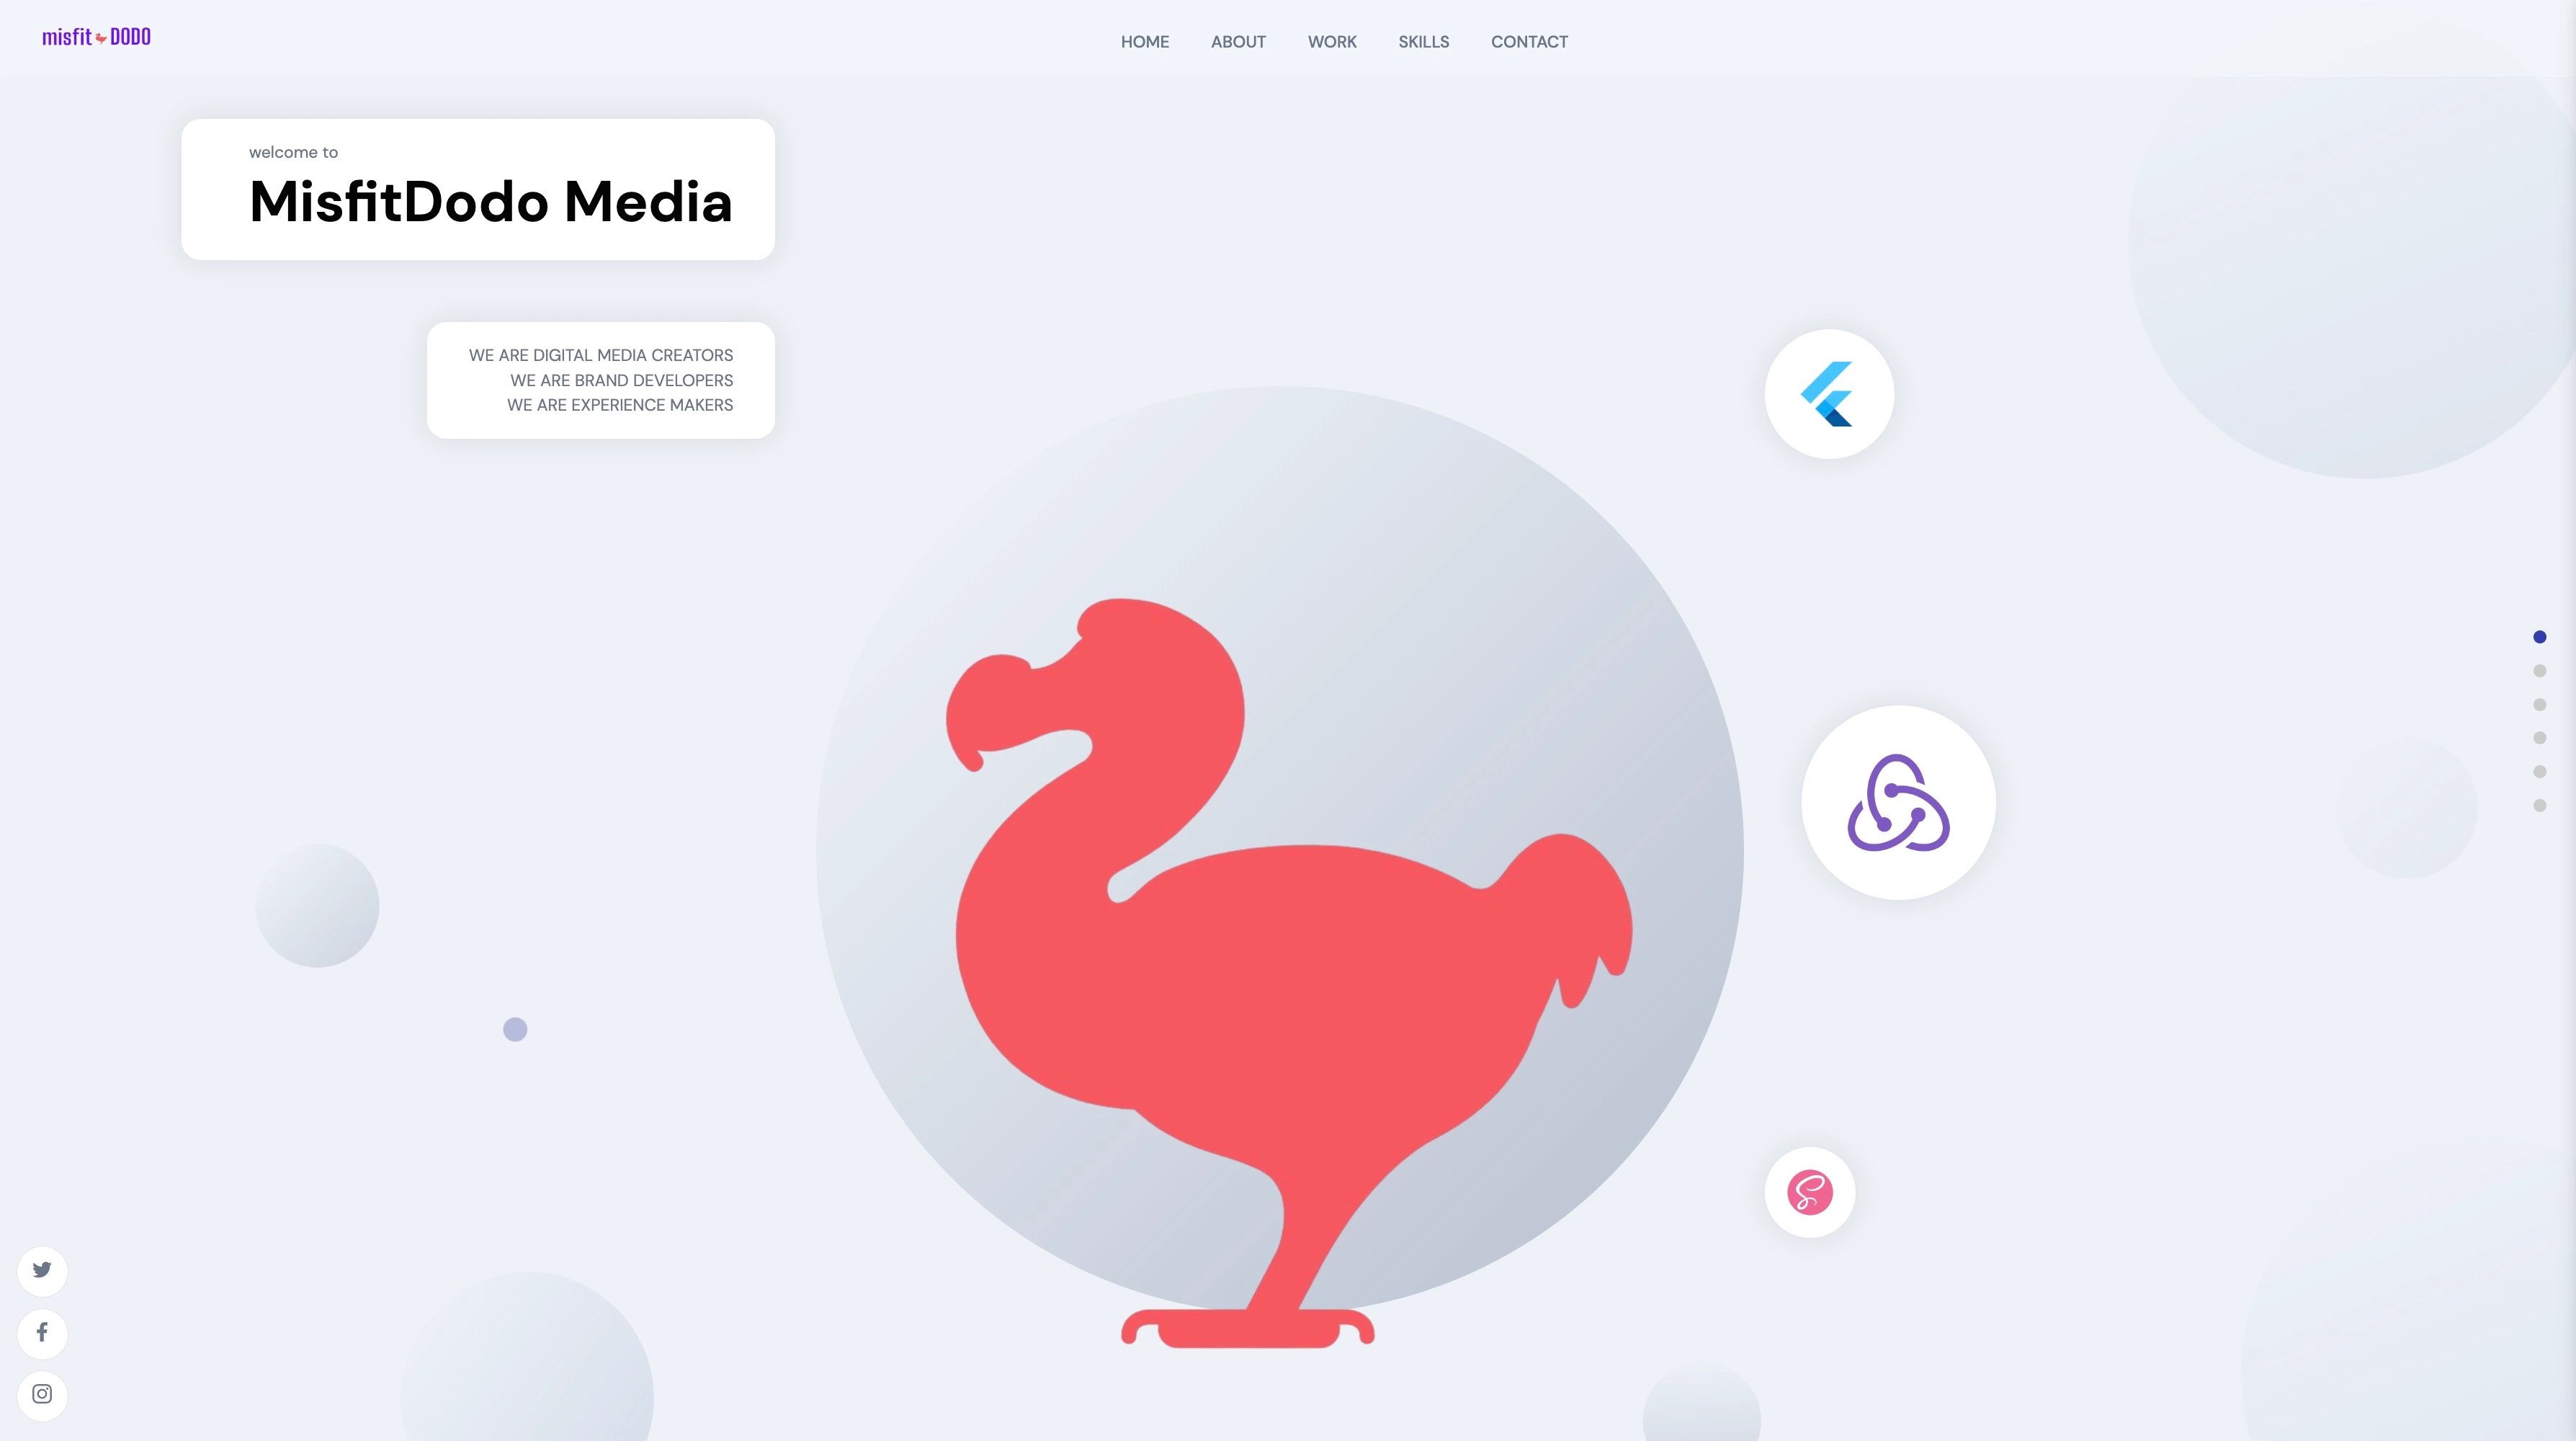 misfit DODO
HOME ABOUT WORK SKILLS CONTACT
welcome to
MisfitDodo Media
WE ARE DIGITAL MEDIA CREATORS
WE ARE BRAND DEVELOPERS
WE ARE EXPERIENCE MAKERS